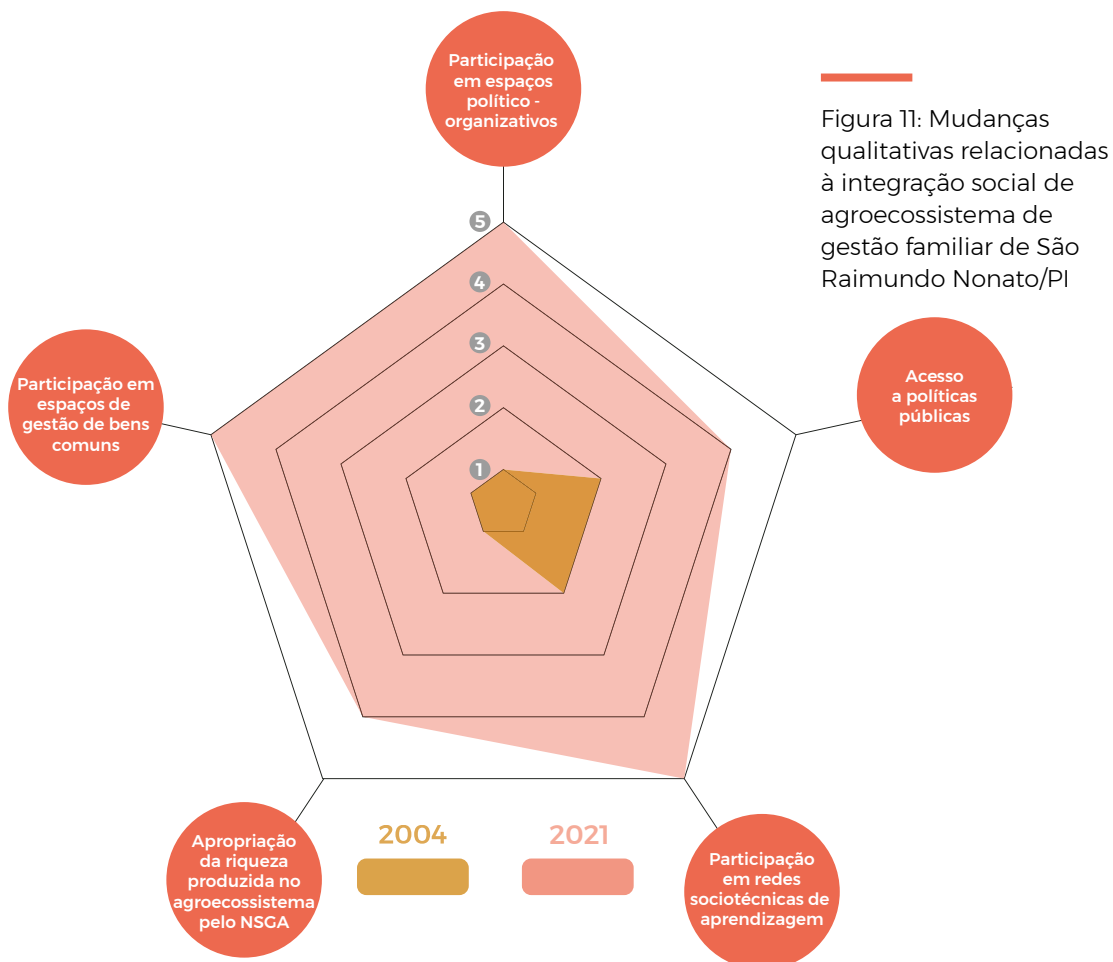 Participação
em espaços
político -
organizativos
Figura 11: Mudanças
qualitativas relacionadas
à integração social de
agroecossistema de
gestão familiar de São
Raimundo Nonato/PI
5
4
3
2
1
Participação em
espaços de
gestão de bens
comuns
Acesso
a políticas
públicas
Apropriação
da riqueza
produzida no
agroecossistema
pelo NSGA
2004
2021
Participação
em redes
sociotécnicas de
aprendizagem